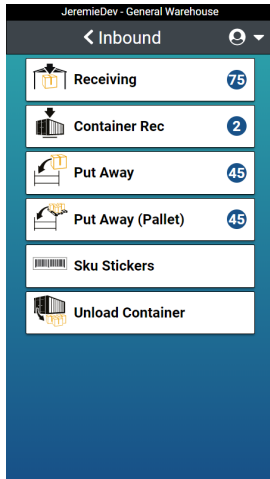 JeremieDev - General Warehouse
Inbound
Receiving 75
Container Rec 2
Put Away 45
Put Away (Pallet) 45
Sku Stickers
Unload Container